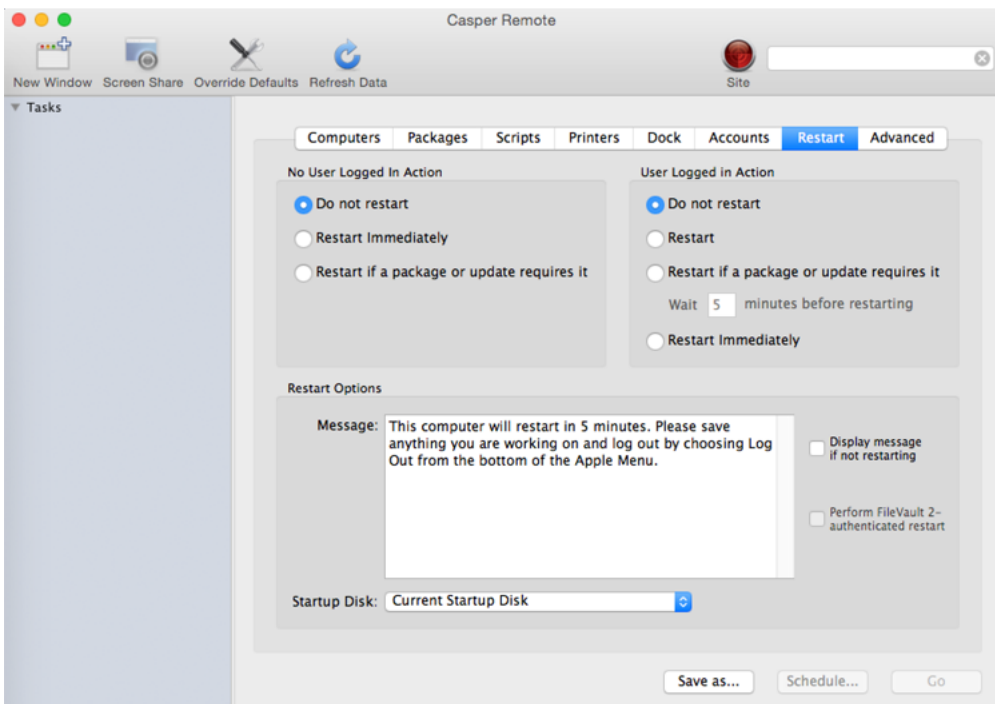 Casper Remote
New Window Screen Share Override Defaults Refresh Data Site
Tasks
Computers Packages Scripts Printers Dock Accounts Restart Advanced
No User Logged In Action
Do not restart
Restart Immediately
Restart if a package or update requires it
User Logged in Action
Do not restart
Restart
Restart if a package or update requires it
Wait 5 minutes before restarting
Restart Immediately
Restart Options
Message: This computer will restart in 5 minutes. Please save
anything you are working on and log out by choosing Log
Out from the bottom of the Apple Menu.
Display message
if not restarting
Perform FileVault 2-
authenticated restart
Startup Disk: Current Startup Disk
Save as... Schedule... Go